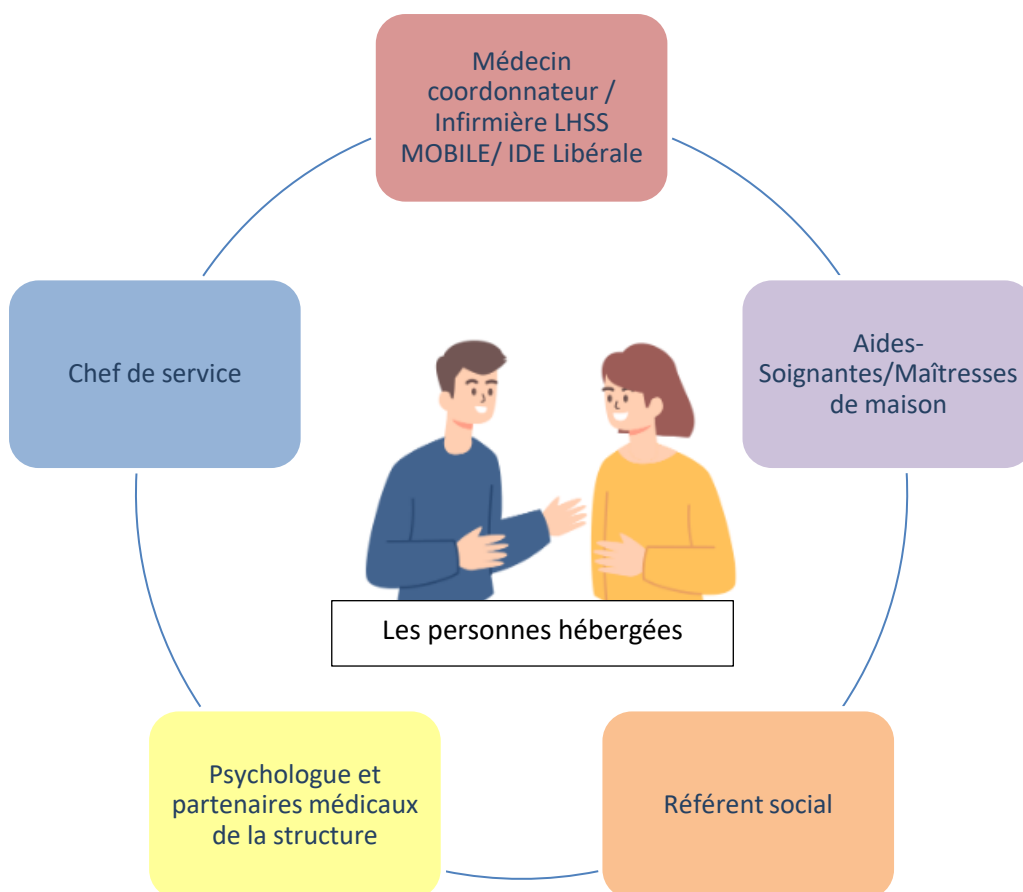 Médecin
coordonnateur /
Infirmière LHSS
MOBILE/ IDE Libérale
Chef de service
Aides-
Soignantes/Maîtresses
de maison
Les personnes hébergées
Psychologue et
partenaires médicaux
de la structure
Référent social